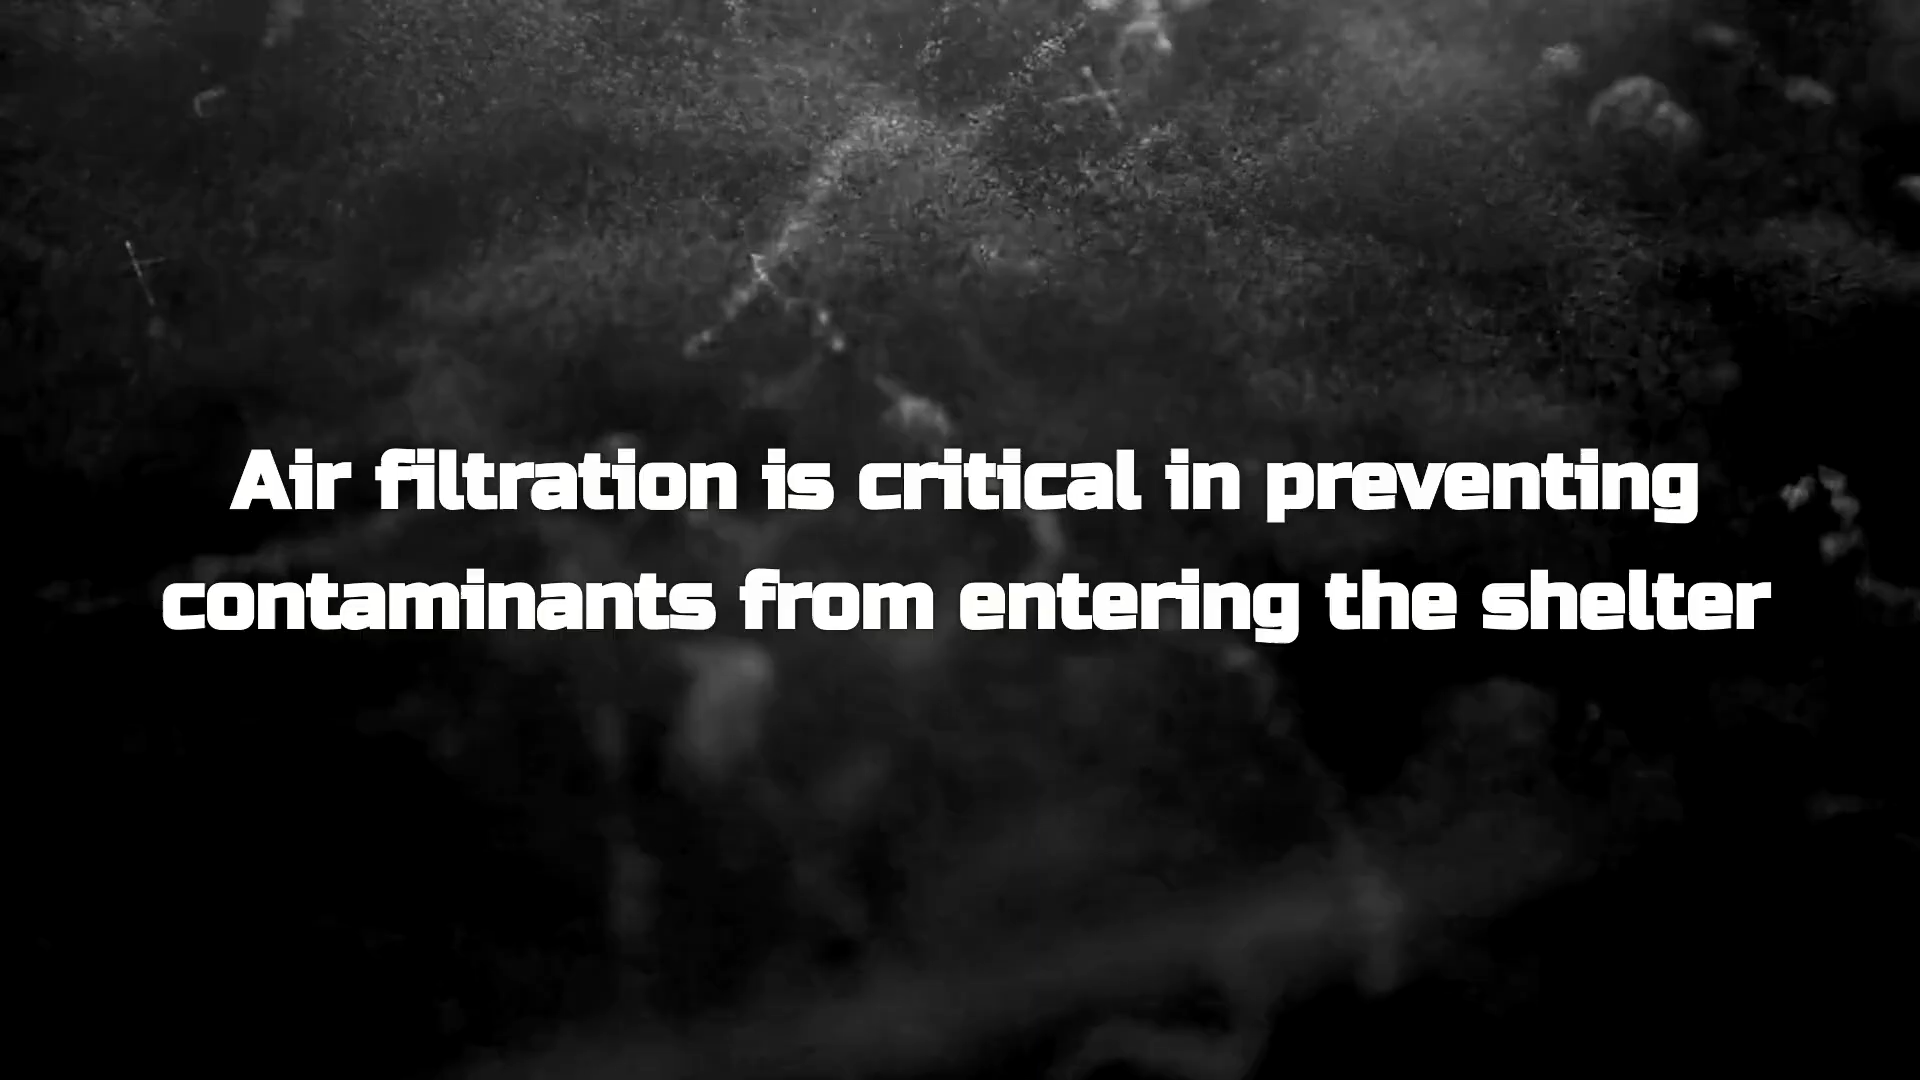 Air filtration is critical in preventing
contaminants from entering the shelter